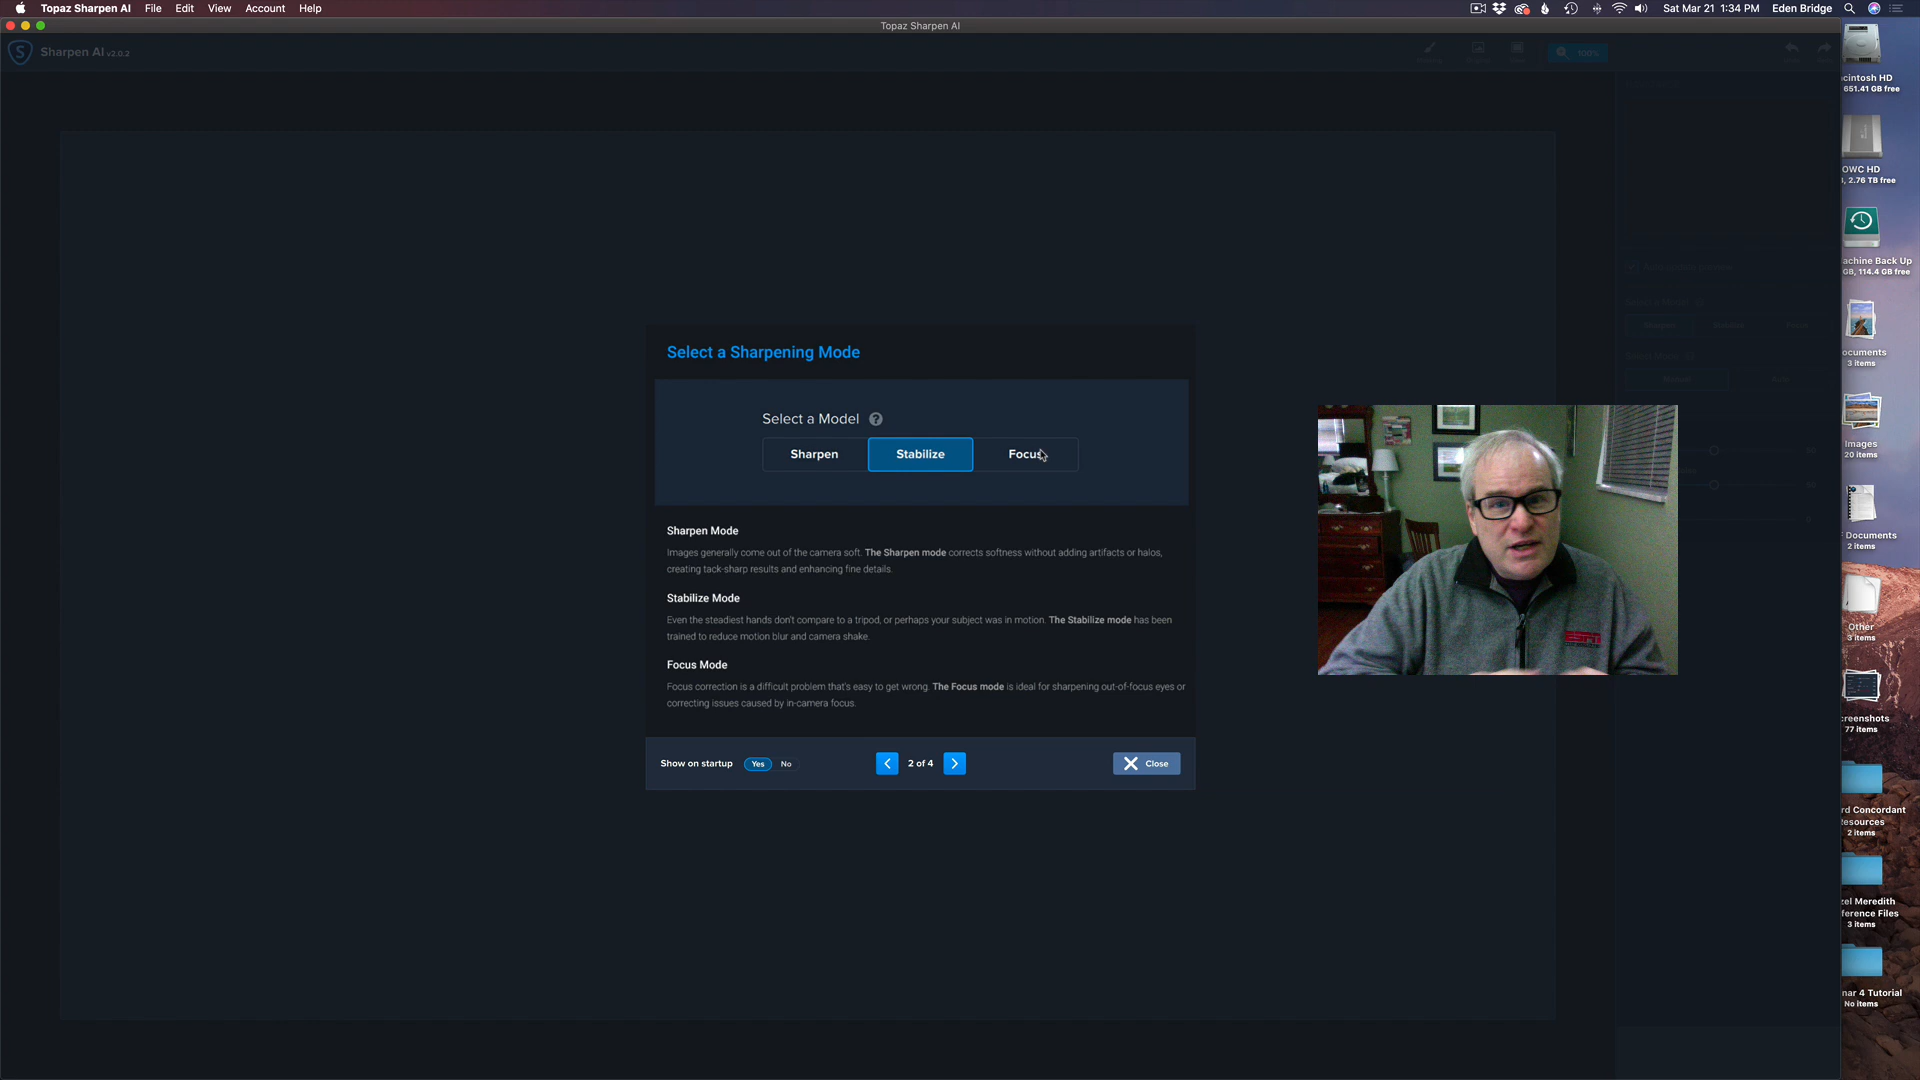 Topaz Sharpen AI File Edit View Account Help
Sat Mar 21 1:34 PM Eden Bridge
Topaz Sharpen AI
Sharpen AI v2.0.2
100%
cintosh HD
651.41 GB free
OWC HD
, 2.76 TB free
achine Back Up
GB, 114.4 GB free
ocuments
3 items
Images
20 items
F Documents
2 items
Other
3 items
creenshots
77 items
rd Concordant
esources
2 items
zel Meredith
ference Files
3 items
nar 4 Tutorial
No items
Select a Sharpening Mode
Select a Model ?
Sharpen Stabilize Focus
Sharpen Mode
Images generally come out of the camera soft. The Sharpen mode corrects softness without adding artifacts or halos,
creating tack-sharp results and enhancing fine details.
Stabilize Mode
Even the steadiest hands don't compare to a tripod, or perhaps your subject was in motion. The Stabilize mode has been
trained to reduce motion blur and camera shake.
Focus Mode
Focus correction is a difficult problem that's easy to get wrong. The Focus mode is ideal for sharpening out-of-focus eyes or
correcting issues caused by in-camera focus.
Show on startup Yes No
2 of 4
Close